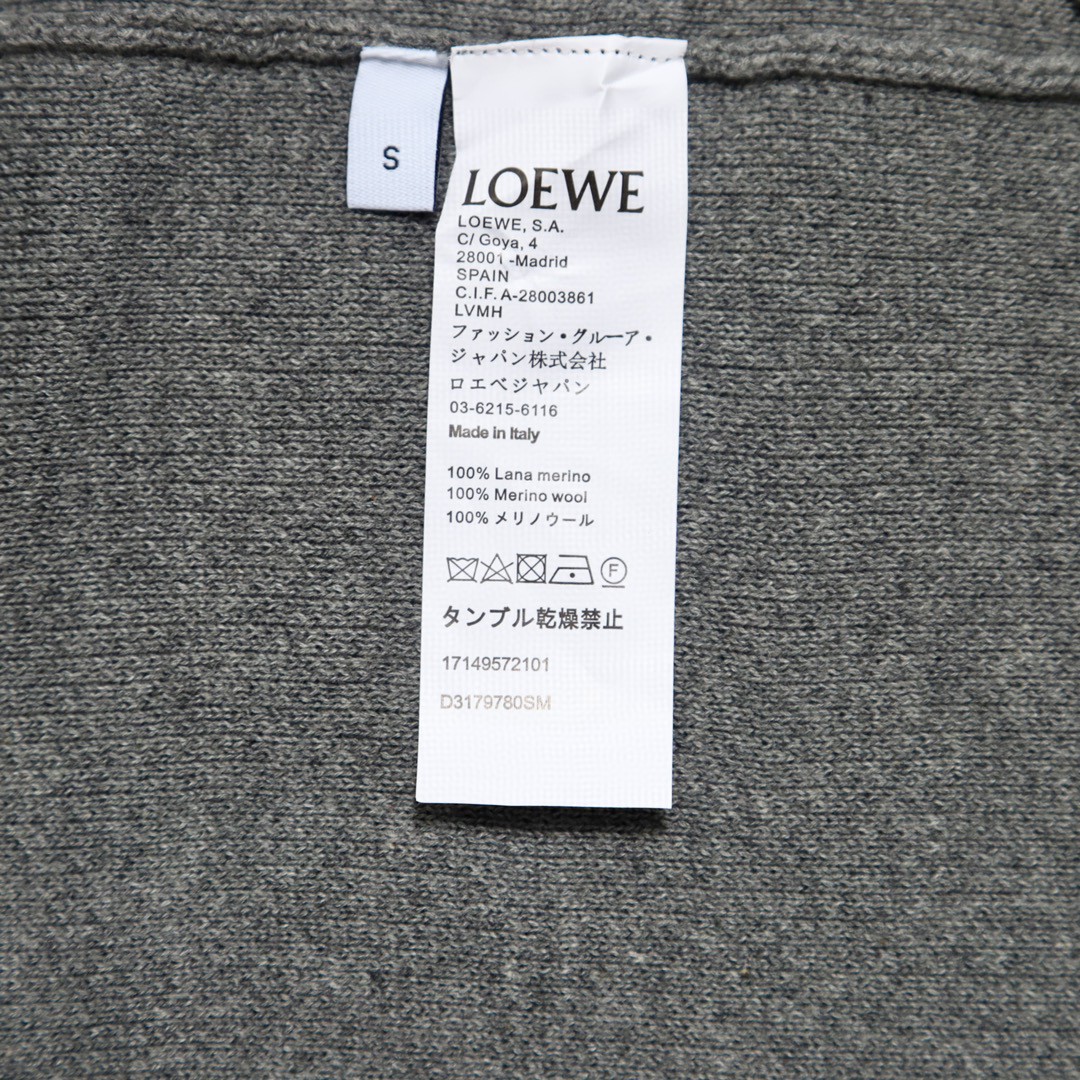 S
LOEWE
LOEWE, S.A.
C/ Goya, 4
28001 -Madrid
SPAIN
C.I.F. A-28003861
LVMH
ファッション・グルーア・
ジャパン株式会社
ロエベジヤパン
03-6215-6116
Made in Italy
100% Lana merino
100% Merino wool
100% メリノウール
F
タンブル乾燥禁止
17149572101
D3179780SM